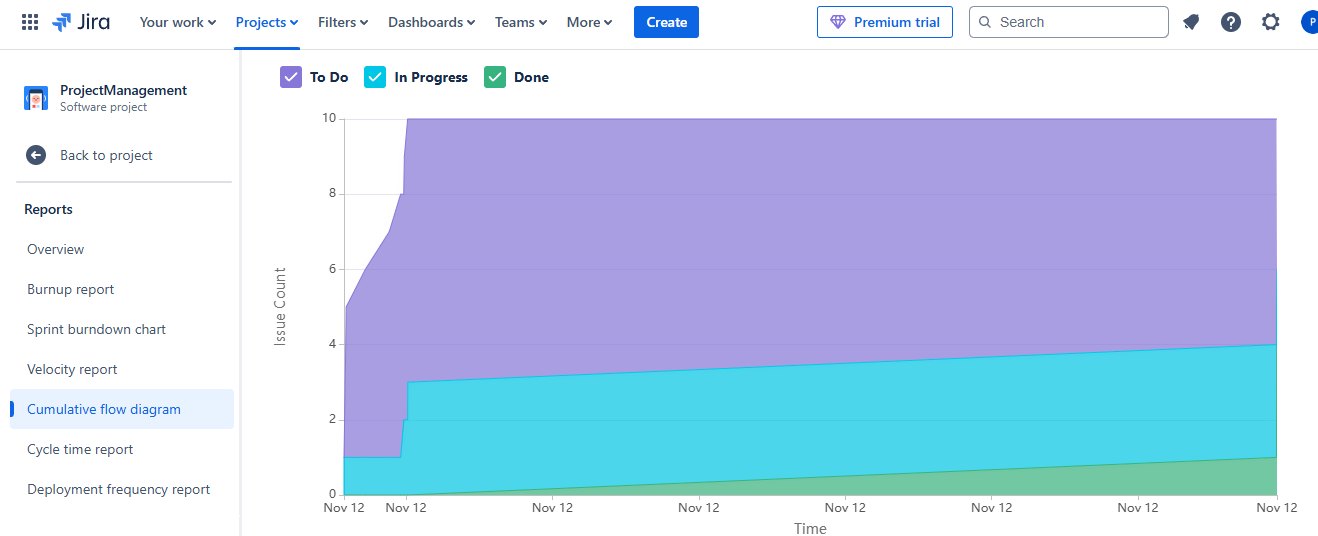 Jira Your work Projects Filters Dashboards Teams More Create Premium trial Search P
ProjectManagement
Software project
Back to project
Reports
Overview
Burnup report
Sprint burndown chart
Velocity report
Cumulative flow diagram
Cycle time report
Deployment frequency report
To Do In Progress Done
10
8
6
4
2
0
Issue Count
Nov 12 Nov 12 Nov 12 Nov 12 Nov 12 Nov 12 Nov 12 Nov 12
Time